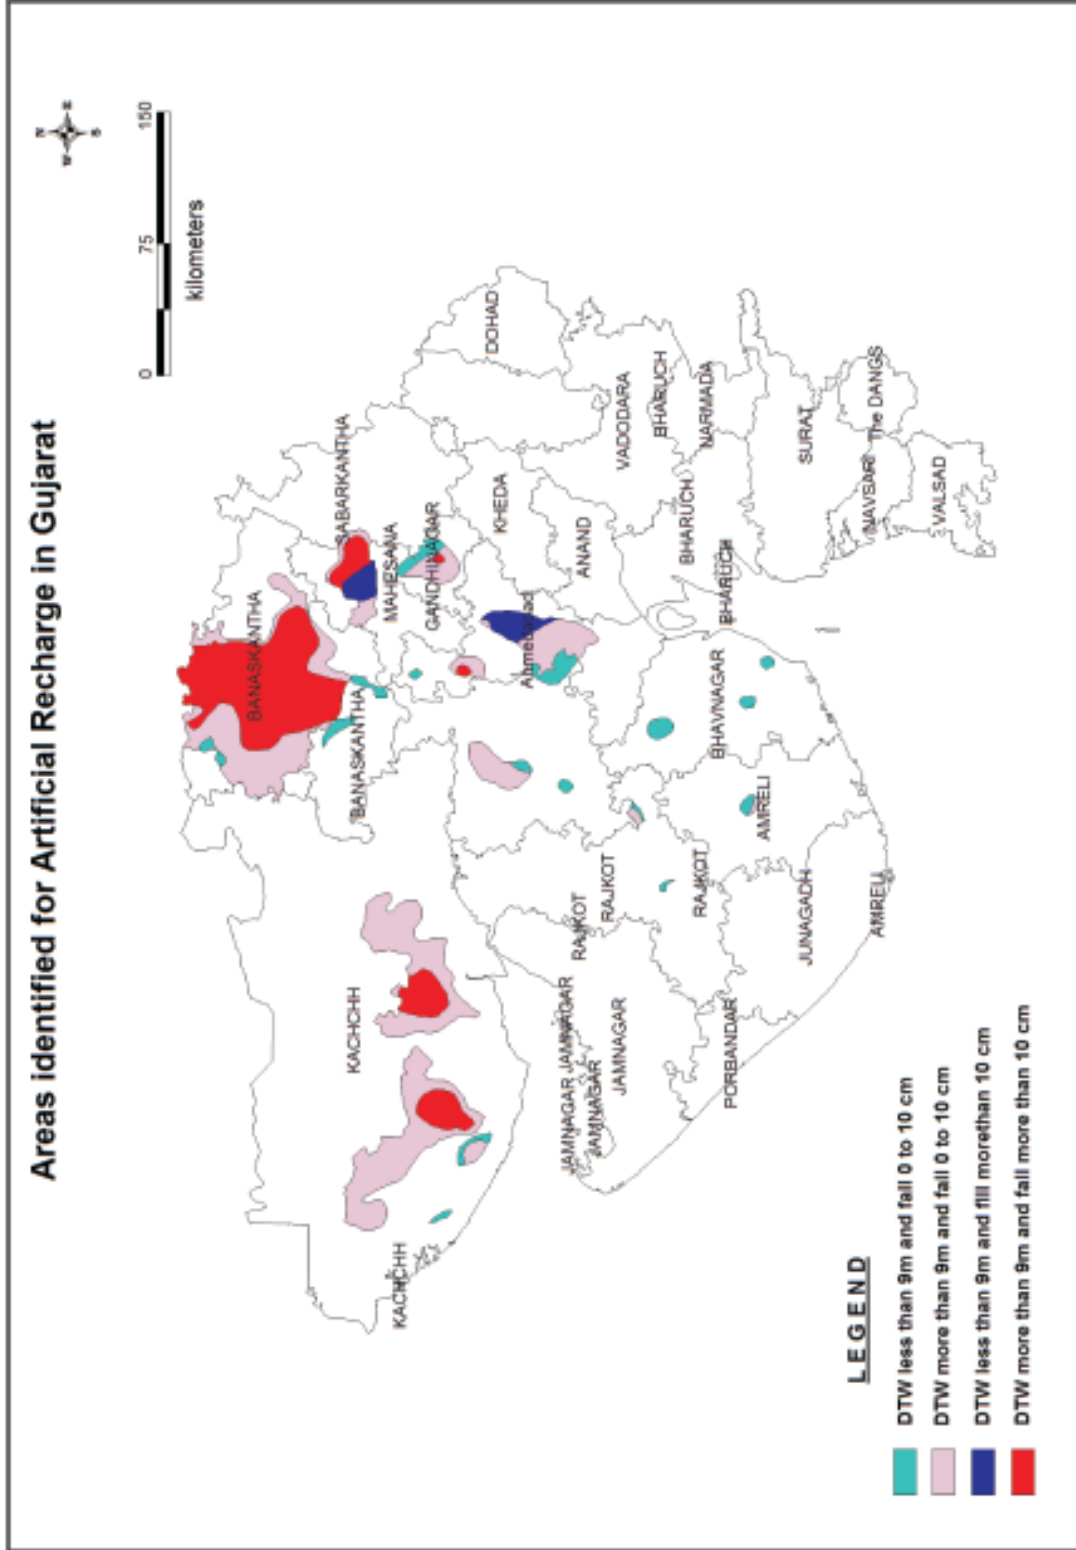 Areas identified for Artificial Recharge in Gujarat
N
W E
S
0 75 150
kilometers
BANASKANTHA
SABARKANTHA
BANASKANTHA
MAHESANA
KACHCHH
GANDHINAGAR
KACHCHH
DOHAD
KHEDA
Ahmedabad
ANAND
RAJKOT
JAMNAGAR JAMNAGAR
JAMNAGAR
RAJKOT
JAMNAGAR
VADODARA
BHARUCH
BHARUCH
NARMADA
RAJKOT
BHAVNAGAR
BHARUCH
PORBANDAR
AMRELI
SURAT
JUNAGADH
NAVSARI
The DANGS
AMRELI
VALSAD
LEGEND
DTW less than 9m and fall 0 to 10 cm
DTW more than 9m and fall 0 to 10 cm
DTW less than 9m and fill morethan 10 cm
DTW more than 9m and fall more than 10 cm